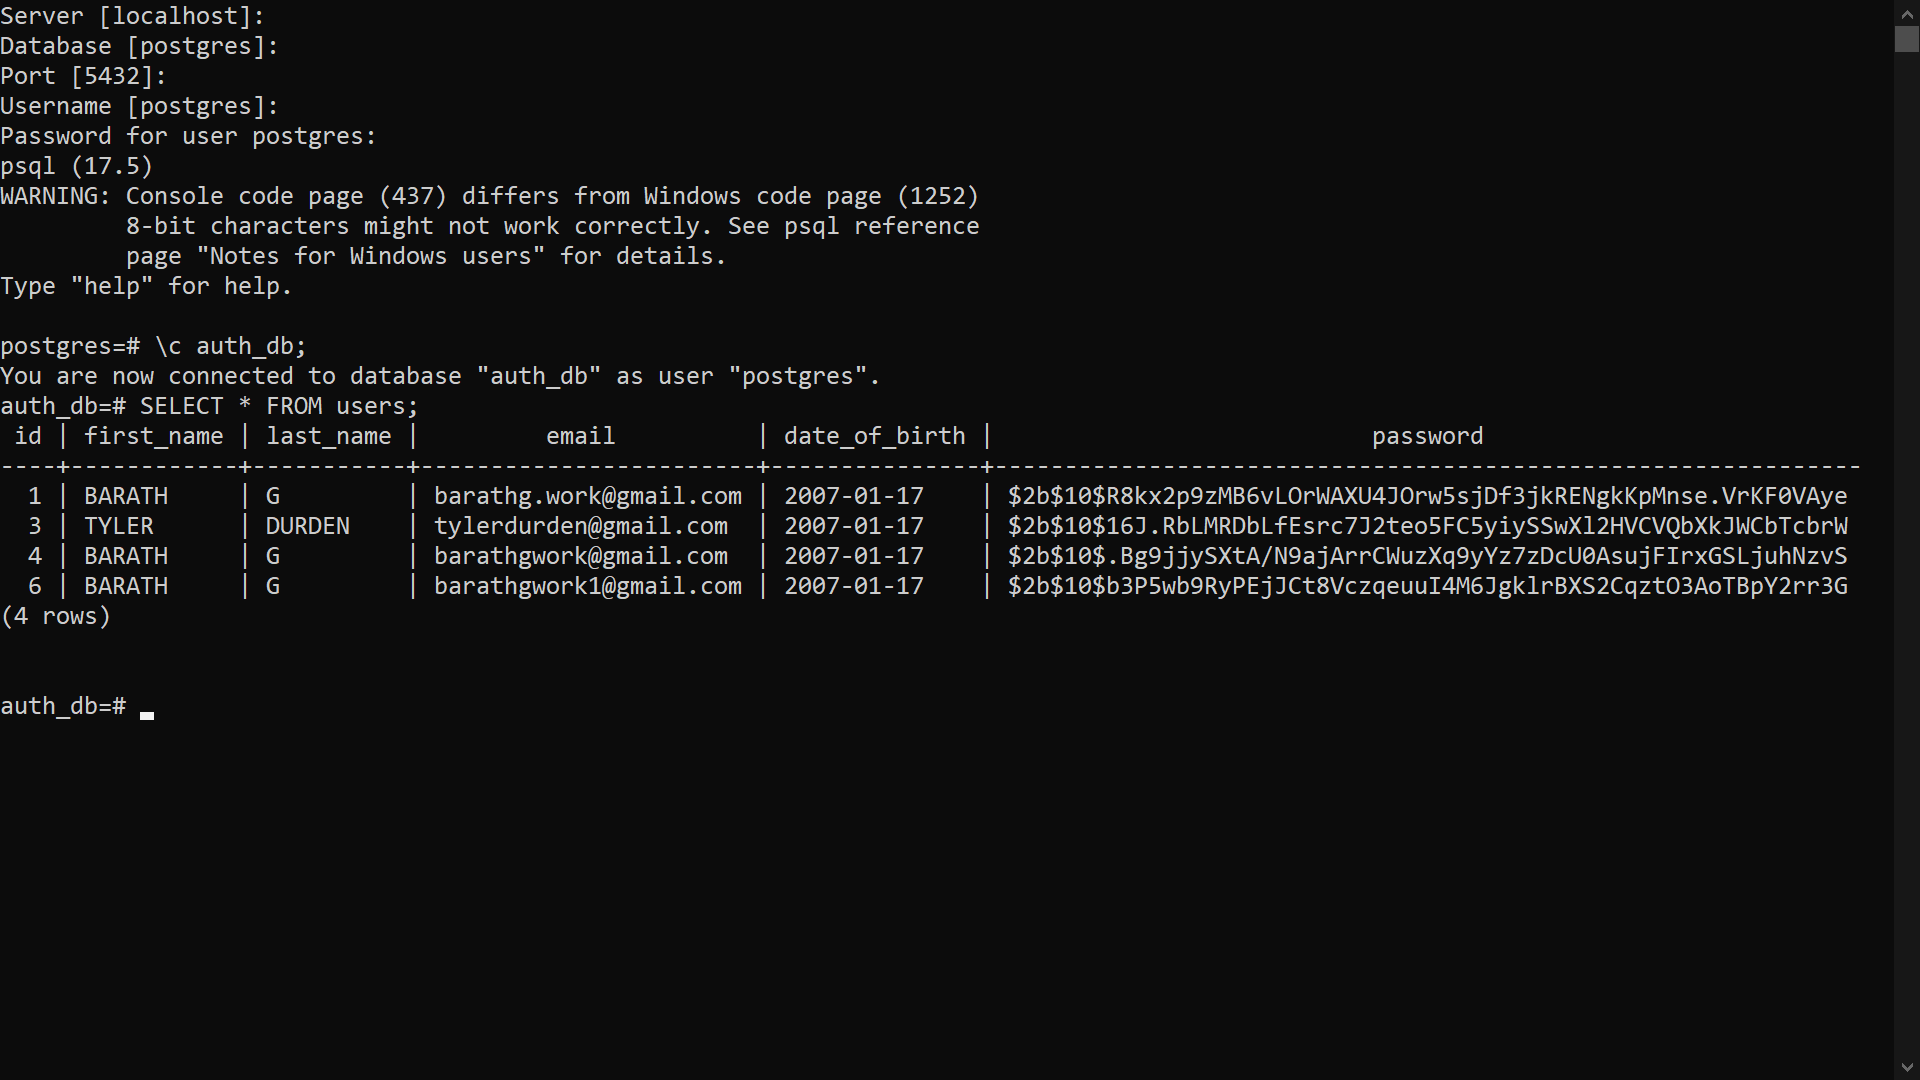 Server [localhost]:
Database [postgres]:
Port [5432]:
Username [postgres]:
Password for user postgres:
psql (17.5)
WARNING: Console code page (437) differs from Windows code page (1252)
         8-bit characters might not work correctly. See psql reference
         page "Notes for Windows users" for details.
Type "help" for help.

postgres=# \c auth_db;
You are now connected to database "auth_db" as user "postgres".
auth_db=# SELECT * FROM users;
 id | first_name | last_name |         email          | date_of_birth |                           password
----+------------+-----------+------------------------+---------------+--------------------------------------------------------------
  1 | BARATH     | G         | barathg.work@gmail.com | 2007-01-17    | $2b$10$R8kx2p9zMB6vLOrWAXU4JOrw5sjDf3jkRENgkKpMnse.VrKF0VAye
  3 | TYLER      | DURDEN    | tylerdurden@gmail.com  | 2007-01-17    | $2b$10$16J.RbLMRDbLfEsrc7J2teo5FC5yiySSwXl2HVCVQbXkJWCbTcbrW
  4 | BARATH     | G         | barathgwork@gmail.com  | 2007-01-17    | $2b$10$.Bg9jjySXtA/N9ajArrCWuzXq9yYz7zDcU0AsujFIrxGSLjuhNzvS
  6 | BARATH     | G         | barathgwork1@gmail.com | 2007-01-17    | $2b$10$b3P5wb9RyPEjJCt8VczqeuuI4M6JgklrBXS2CqztO3AoTBpY2rr3G
(4 rows)

auth_db=#